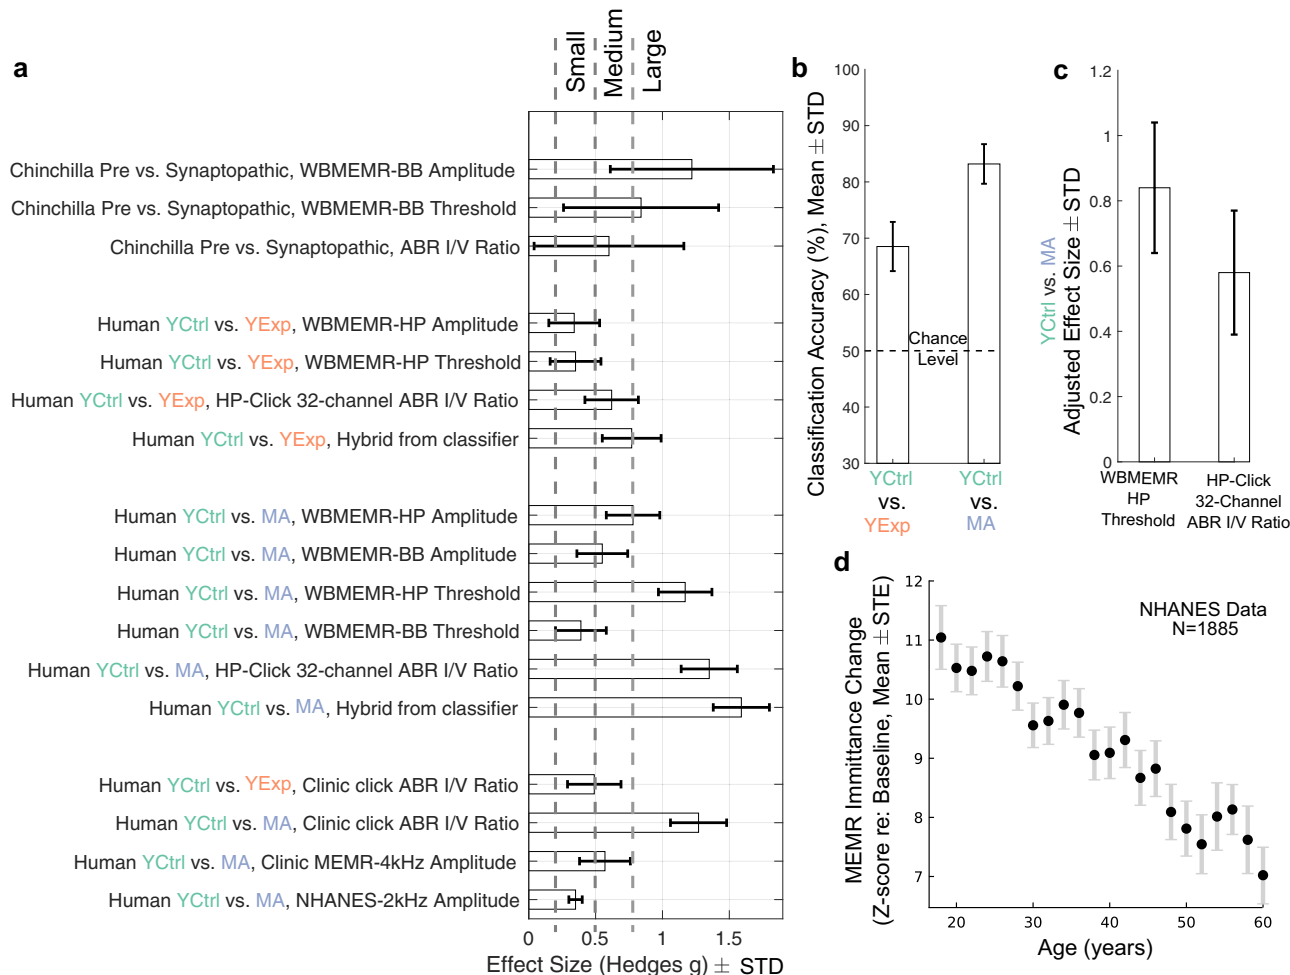 a
Small
Medium
Large
Chinchilla Pre vs. Synaptopathic, WBMEMR-BB Amplitude
Chinchilla Pre vs. Synaptopathic, WBMEMR-BB Threshold
Chinchilla Pre vs. Synaptopathic, ABR I/V Ratio
Human YCtrl vs. YExp, WBMEMR-HP Amplitude
Human YCtrl vs. YExp, WBMEMR-HP Threshold
Human YCtrl vs. YExp, HP-Click 32-channel ABR I/V Ratio
Human YCtrl vs. YExp, Hybrid from classifier
Human YCtrl vs. MA, WBMEMR-HP Amplitude
Human YCtrl vs. MA, WBMEMR-BB Amplitude
Human YCtrl vs. MA, WBMEMR-HP Threshold
Human YCtrl vs. MA, WBMEMR-BB Threshold
Human YCtrl vs. MA, HP-Click 32-channel ABR I/V Ratio
Human YCtrl vs. MA, Hybrid from classifier
Human YCtrl vs. YExp, Clinic click ABR I/V Ratio
Human YCtrl vs. MA, Clinic click ABR I/V Ratio
Human YCtrl vs. MA, Clinic MEMR-4kHz Amplitude
Human YCtrl vs. MA, NHANES-2kHz Amplitude
0 0.5 1 1.5
Effect Size (Hedges g) ± STD
b
Classification Accuracy (%), Mean ± STD
100
90
80
70
60
50
40
30
Chance
Level
YCtrl
vs.
YExp
YCtrl
vs.
MA
c
YCtrl vs. MA
Adjusted Effect Size ± STD
1.2
1
0.8
0.6
0.4
0.2
0
WBMEMR
HP
Threshold
HP-Click
32-Channel
ABR I/V Ratio
d
MEMR Immittance Change
(Z-score re: Baseline, Mean ± STE)
12
11
10
9
8
7
NHANES Data
N=1885
20 30 40 50 60
Age (years)